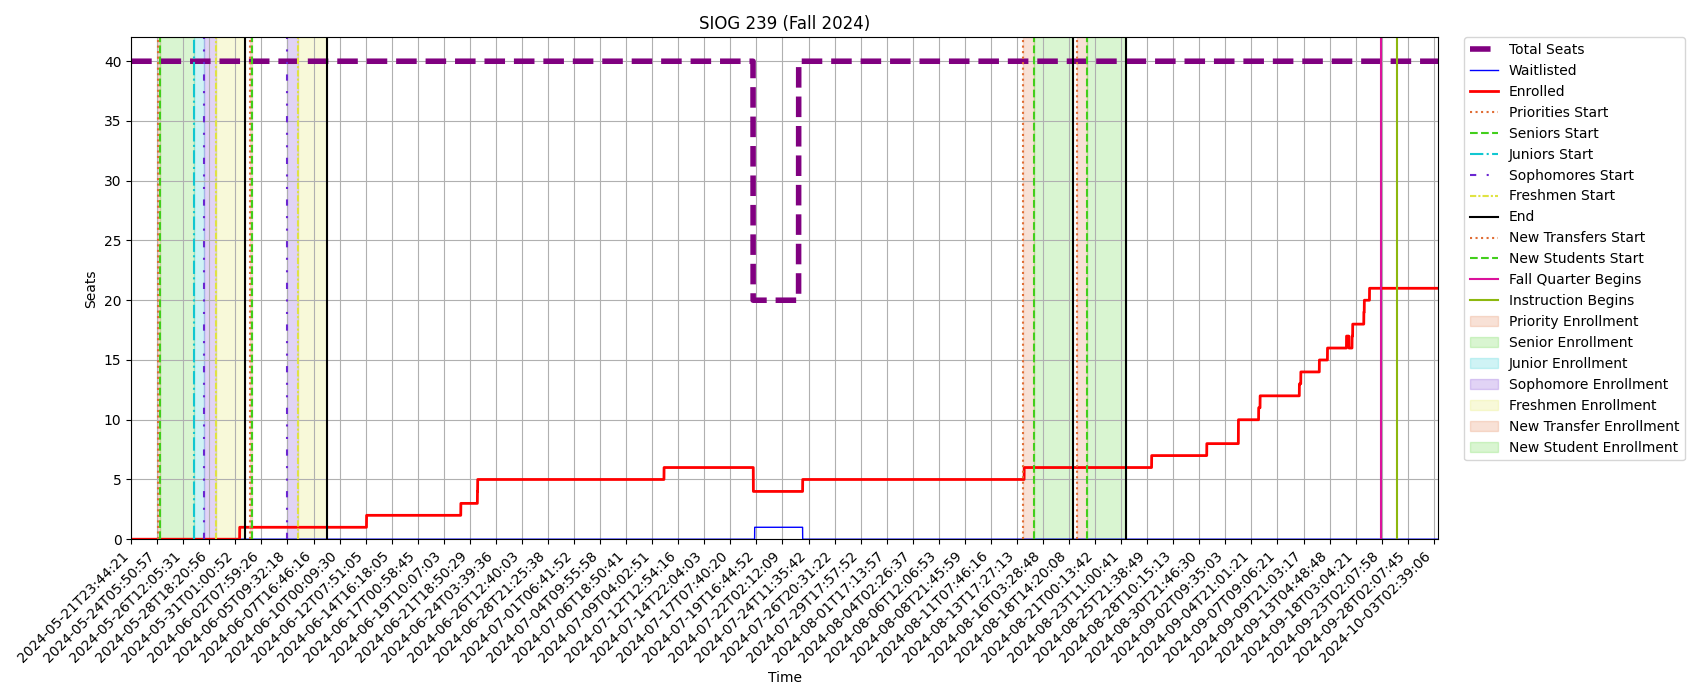 SIOG 239 (Fall 2024)
Seats
40
35
30
25
20
15
10
5
0
2024-05-21T23:44:21
2024-05-24T05:50:57
2024-05-26T12:05:31
2024-05-28T18:20:56
2024-05-31T01:00:52
2024-06-02T07:59:26
2024-06-05T09:32:18
2024-06-07T16:46:16
2024-06-10T00:09:30
2024-06-12T07:51:05
2024-06-14T16:18:05
2024-06-17T00:58:45
2024-06-19T10:07:03
2024-06-21T18:50:29
2024-06-24T03:39:36
2024-06-26T12:40:03
2024-06-28T21:25:38
2024-07-01T06:41:52
2024-07-04T09:55:58
2024-07-06T18:50:41
2024-07-09T04:02:51
2024-07-12T12:54:16
2024-07-14T22:04:03
2024-07-17T07:40:20
2024-07-19T16:44:52
2024-07-22T02:12:09
2024-07-24T11:35:42
2024-07-26T20:31:22
2024-07-29T17:57:52
2024-08-01T17:13:57
2024-08-04T02:26:37
2024-08-06T12:06:53
2024-08-08T21:45:59
2024-08-11T07:46:16
2024-08-13T17:27:13
2024-08-16T03:28:48
2024-08-18T14:20:08
2024-08-21T00:13:42
2024-08-23T11:00:41
2024-08-25T21:38:49
2024-08-28T10:15:13
2024-08-30T21:46:30
2024-09-02T09:35:03
2024-09-04T21:01:21
2024-09-07T09:06:21
2024-09-09T21:03:17
2024-09-13T04:48:48
2024-09-18T03:04:21
2024-09-23T02:07:58
2024-09-28T02:07:45
2024-10-03T02:39:06
Time
Total Seats
Waitlisted
Enrolled
Priorities Start
Seniors Start
Juniors Start
Sophomores Start
Freshmen Start
End
New Transfers Start
New Students Start
Fall Quarter Begins
Instruction Begins
Priority Enrollment
Senior Enrollment
Junior Enrollment
Sophomore Enrollment
Freshmen Enrollment
New Transfer Enrollment
New Student Enrollment